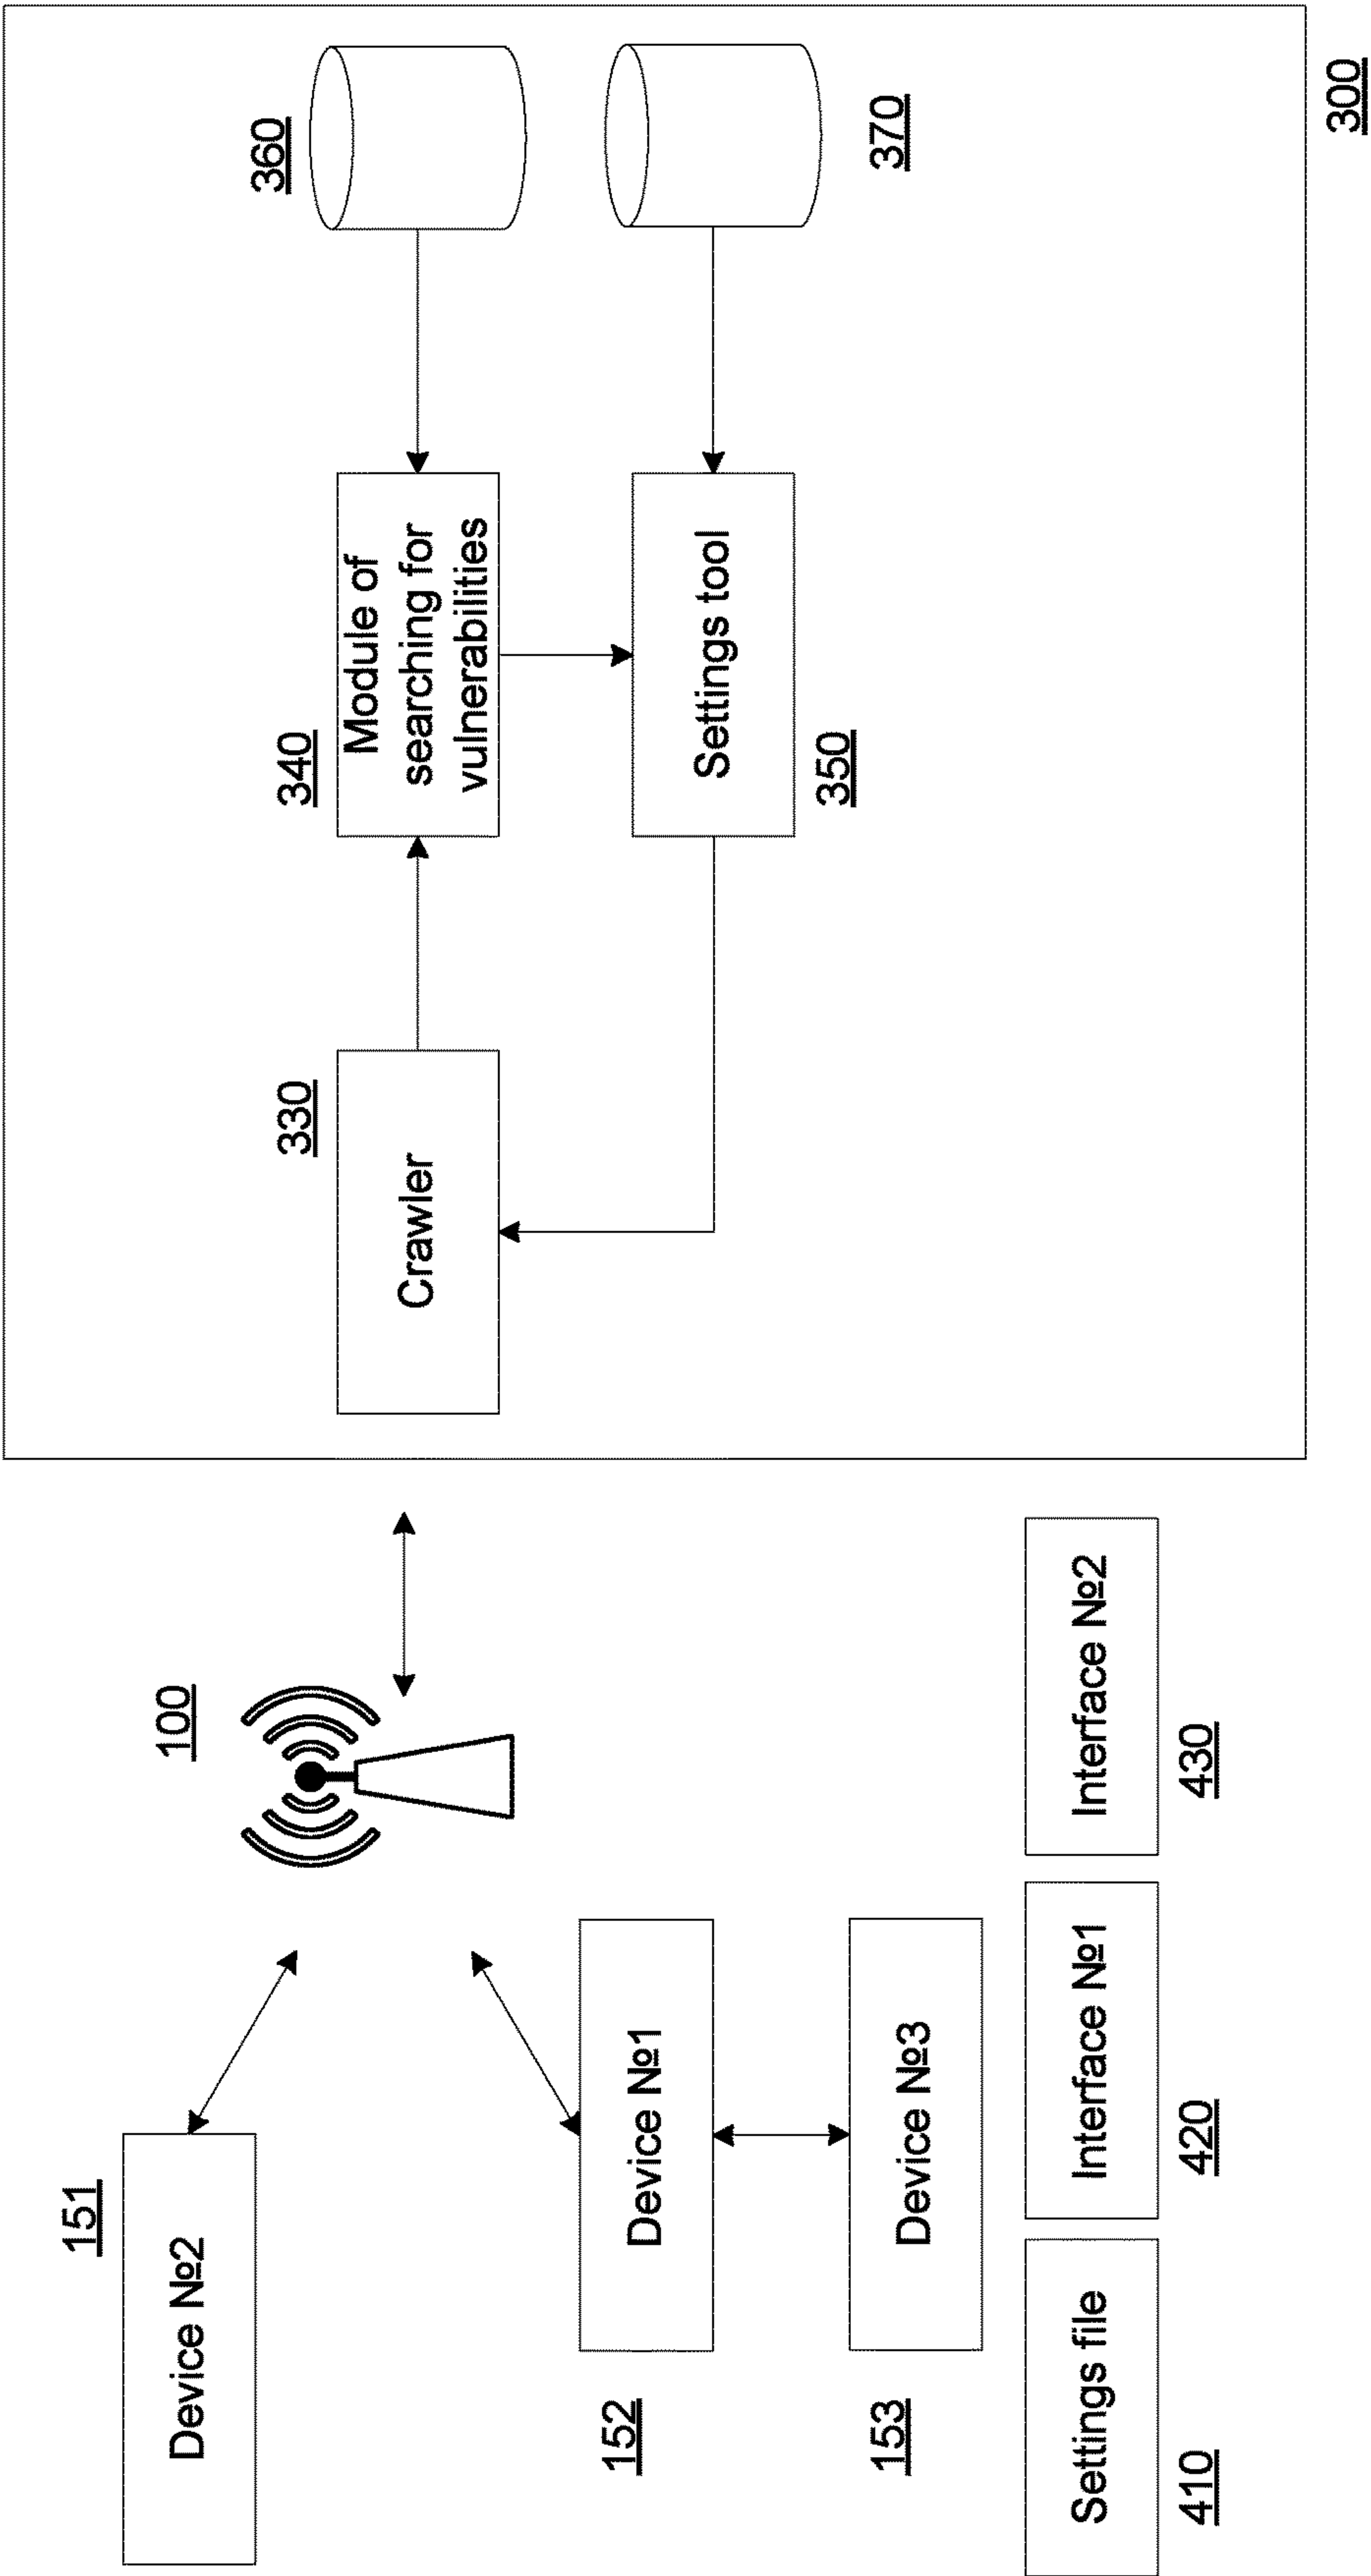 151
Device №2
100
360
330
340
Crawler
Module of
searching for
vulnerabilities
152
Device №1
Settings tool
350
370
153
Device №3
Settings file
Interface №1
Interface №2
410
420
430
300